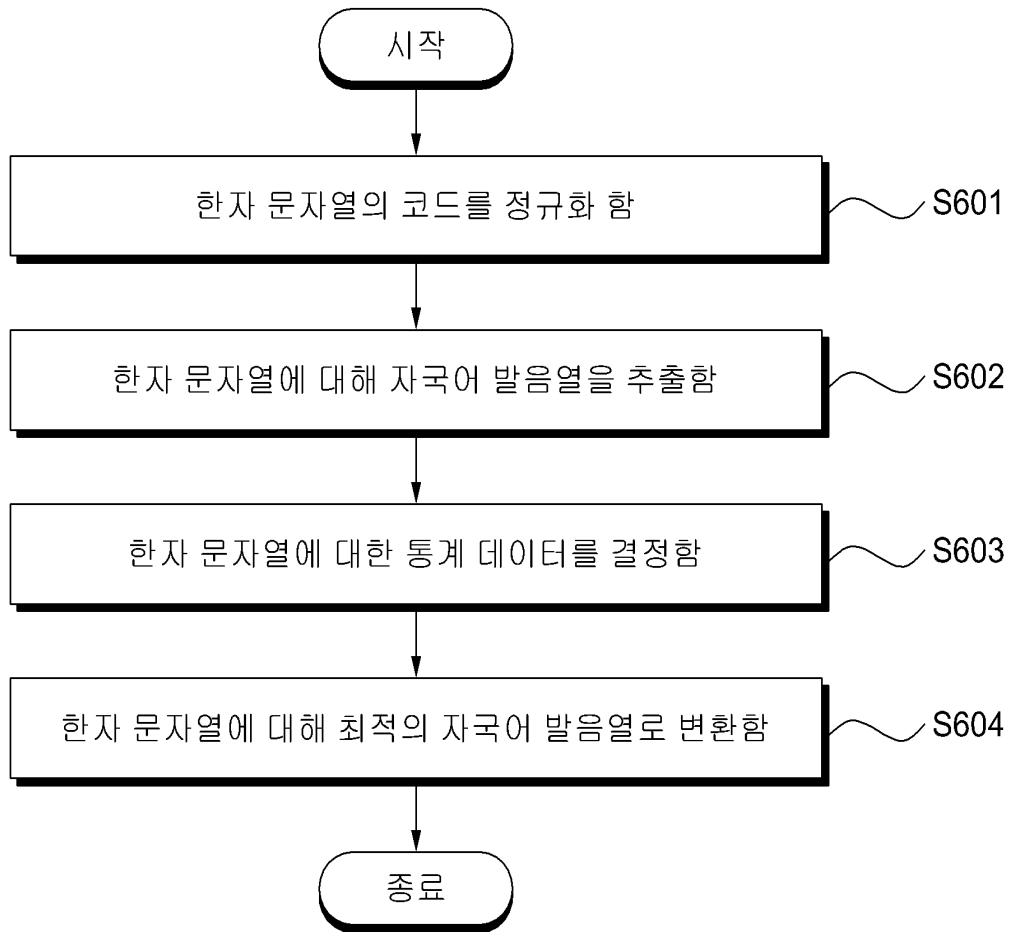 시작
한자 문자열의 코드를 정규화 함
S601
한자 문자열에 대해 자국어 발음열을 추출함
S602
한자 문자열에 대한 통계 데이터를 결정함
S603
한자 문자열에 대해 최적의 자국어 발음열로 변환함
S604
종료